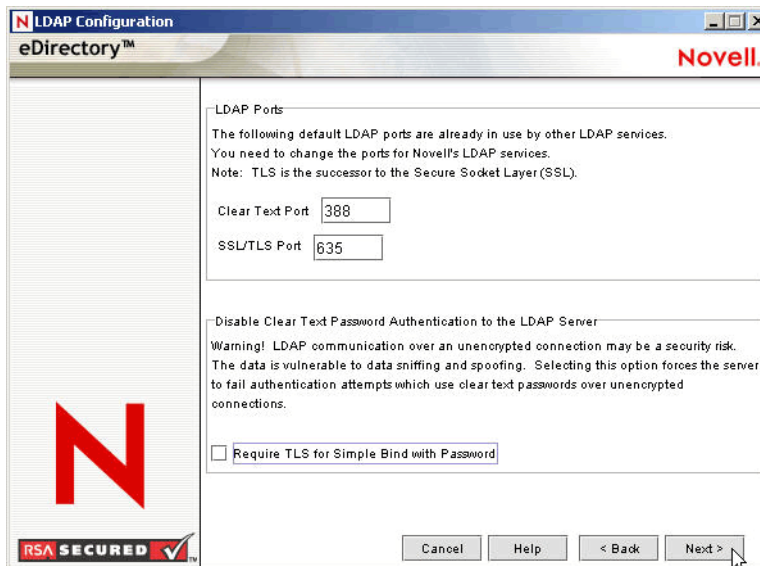 N LDAP Configuration
eDirectory™
Novell.
LDAP Ports
The following default LDAP ports are already in use by other LDAP services.
You need to change the ports for Novell's LDAP services.
Note: TLS is the successor to the Secure Socket Layer (SSL).
Clear Text Port 388
SSL/TLS Port 635
Disable Clear Text Password Authentication to the LDAP Server
Warning! LDAP communication over an unencrypted connection may be a security risk.
The data is vulnerable to data sniffing and spoofing. Selecting this option forces the server
to fail authentication attempts which use clear text passwords over unencrypted
connections.
Require TLS for Simple Bind with Password
N
RSA SECURED ™
Cancel Help < Back Next >